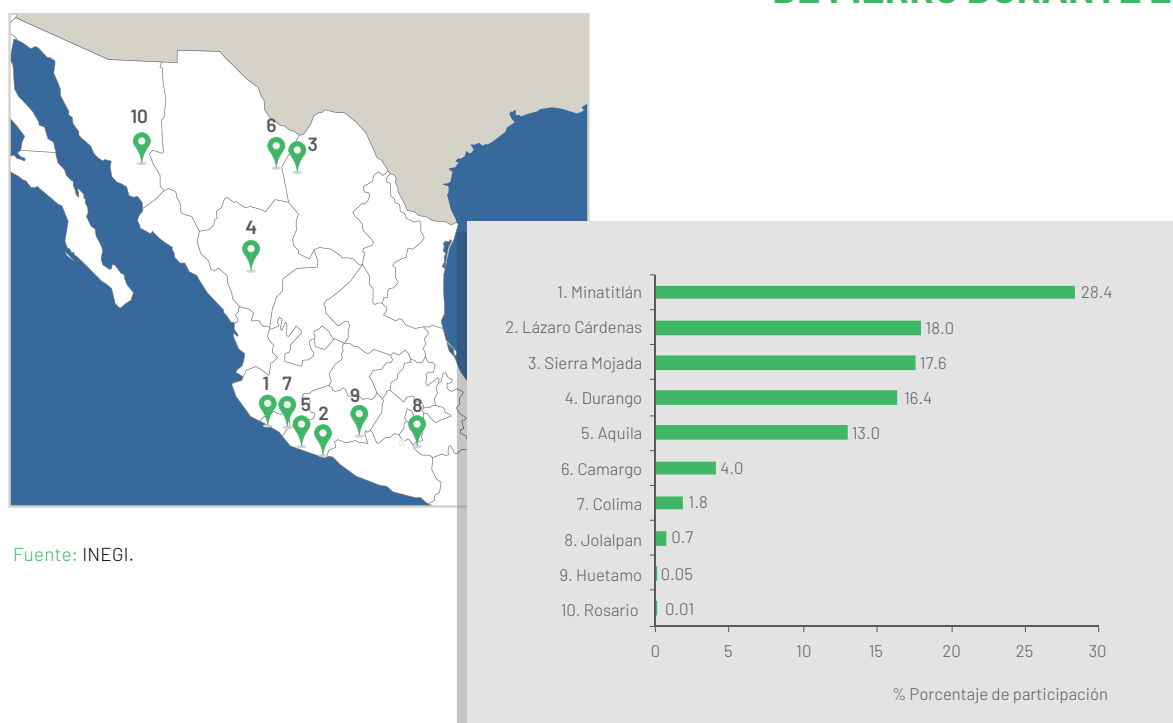 10
6
3
4
1
7
5
2
9
8
Fuente: INEGI.
1. Minatitlán 28.4
2. Lázaro Cárdenas 18.0
3. Sierra Mojada 17.6
4. Durango 16.4
5. Aquila 13.0
6. Camargo 4.0
7. Colima 1.8
8. Jolalpan 0.7
9. Huetamo 0.05
10. Rosario 0.01
0 5 10 15 20 25 30
% Porcentaje de participación